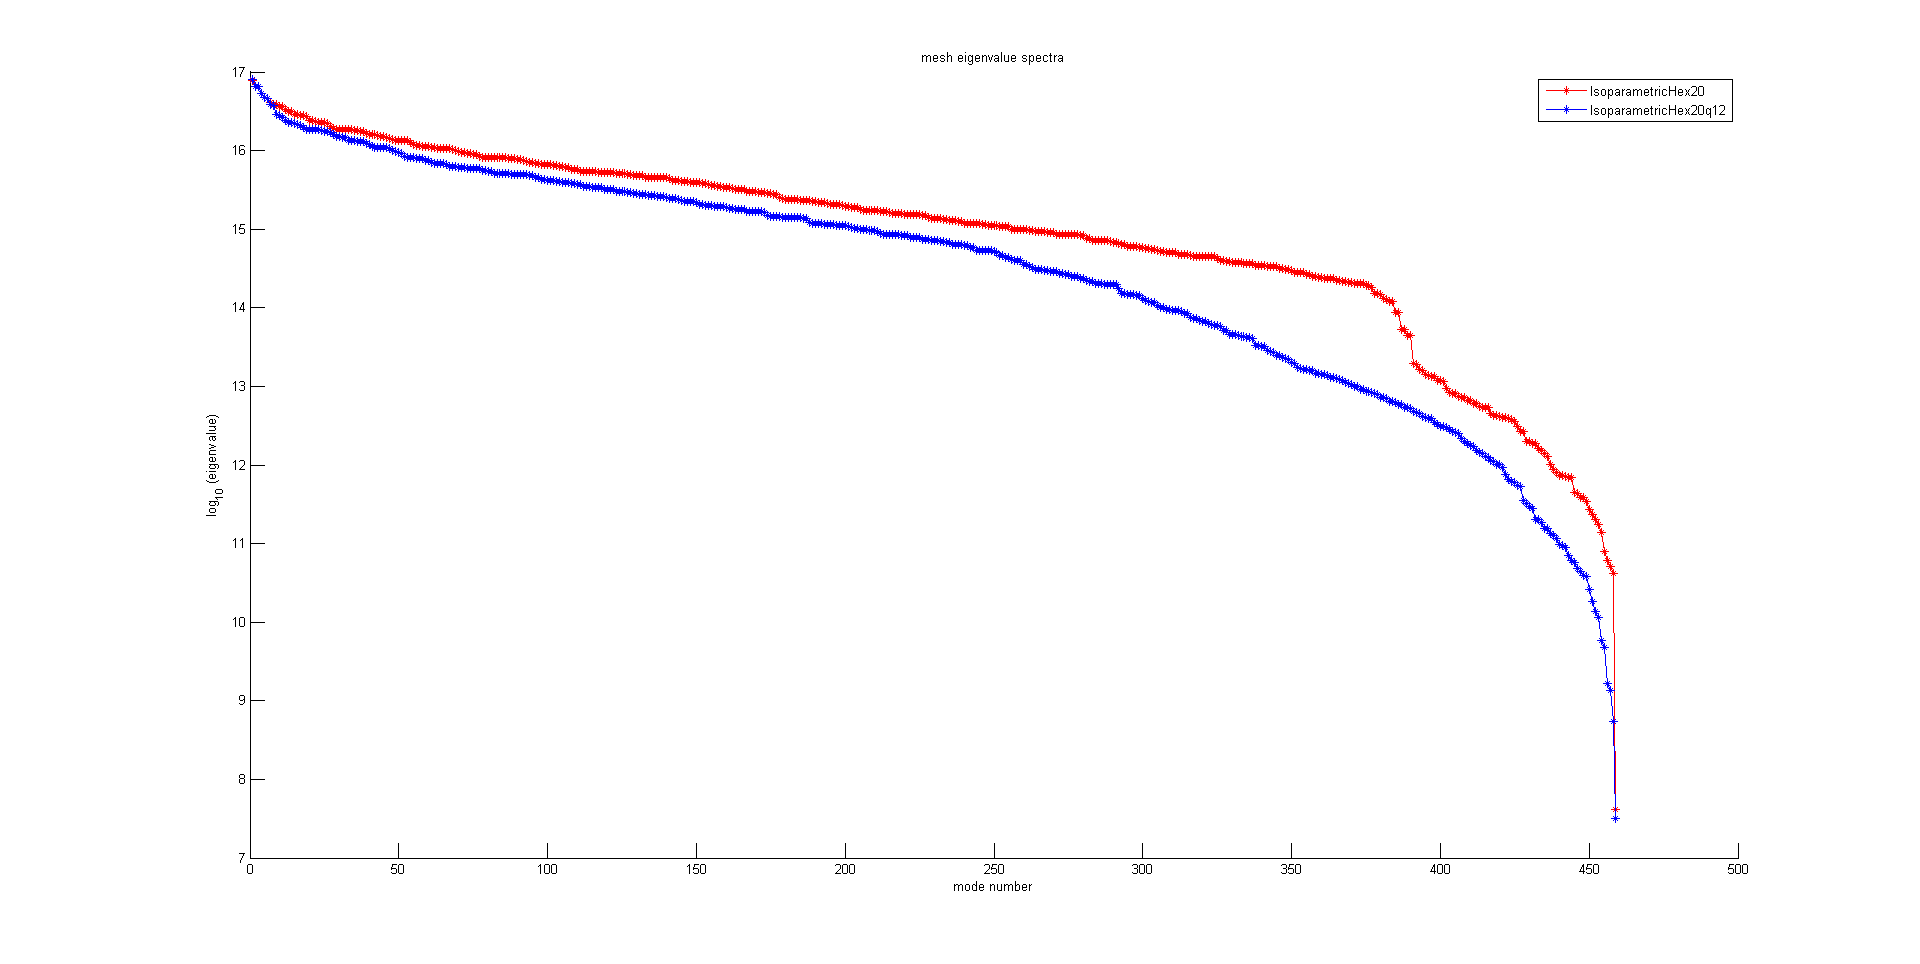 mesh eigenvalue spectra
IsoparametricHex20
IsoparametricHex20q12
17
16
15
14
13
12
11
10
9
8
7
log10 (eigenvalue)
0 50 100 150 200 250 300 350 400 450 500
mode number